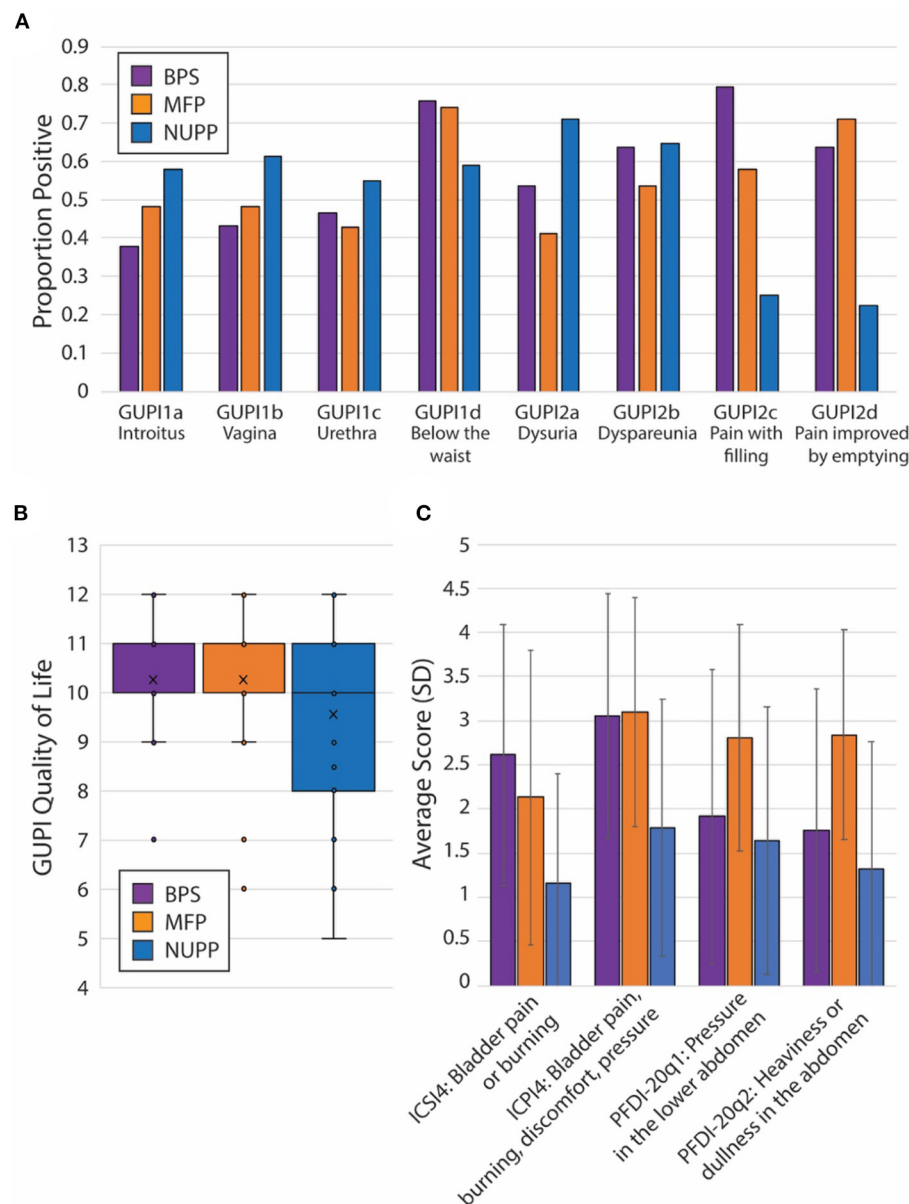 A
0.9
0.8
0.7
0.6
0.5
0.4
0.3
0.2
0.1
0
Proportion Positive
BPS
MFP
NUPP
GUPI1a
Introitus
GUPI1b
Vagina
GUPI1c
Urethra
GUPI1d
Below the
waist
GUPI2a
Dysuria
GUPI2b
Dyspareunia
GUPI2c
Pain with
filling
GUPI2d
Pain improved
by emptying
B
13
12
11
10
9
8
7
6
5
4
GUPI Quality of Life
BPS
MFP
NUPP
C
5
4.5
4
3.5
3
2.5
2
1.5
1
0.5
0
Average Score (SD)
ICSI4: Bladder pain
or burning
ICPI4: Bladder pain,
burning, discomfort, pressure
PFDI-20q1: Pressure
in the lower abdomen
PFDI-20q2: Heaviness or
dullness in the abdomen